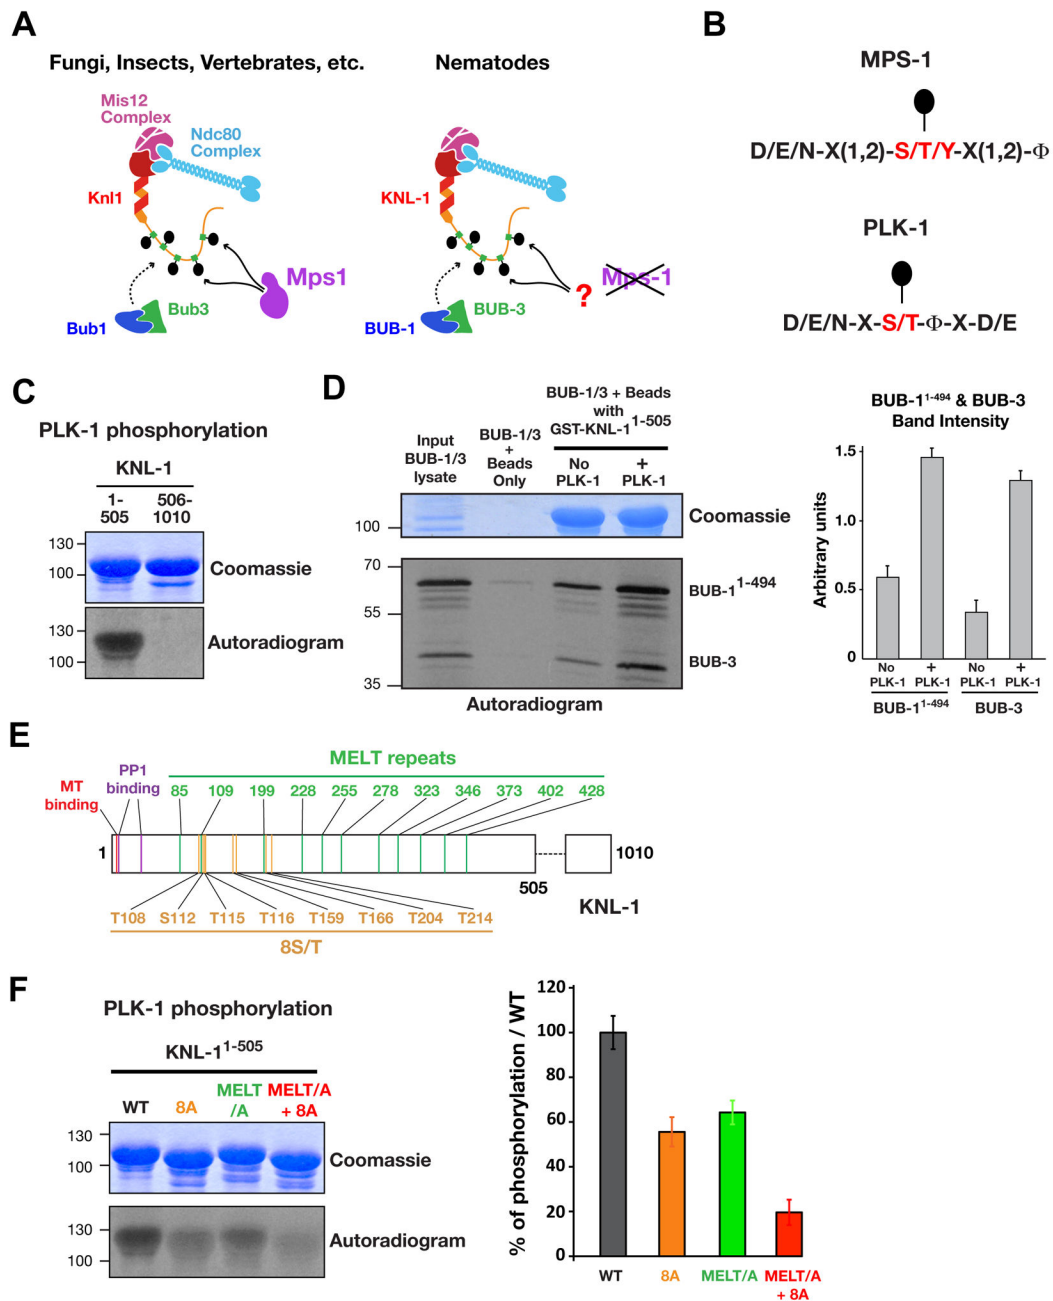 A
Fungi, Insects, Vertebrates, etc.
Nematodes
Mis12
Complex
Ndc80
Complex
Knl1
Mps1
Bub3
Bub1
KNL-1
Mps-1
?
BUB-3
BUB-1
B
MPS-1
D/E/N-X(1,2)-S/T/Y-X(1,2)-Φ
PLK-1
D/E/N-X-S/T-Φ-X-D/E
C
PLK-1 phosphorylation
KNL-1
1-
505
506-
1010
130
100
Coomassie
130
100
Autoradiogram
D
Input
BUB-1/3
lysate
BUB-1/3
+
Beads
Only
BUB-1/3 + Beads
with
GST-KNL-1 1-505
No
PLK-1
+
PLK-1
100
Coomassie
70
55
35
BUB-1 1-494
BUB-3
Autoradiogram
BUB-1 1-494 & BUB-3
Band Intensity
Arbitrary units
1.5
1.0
0.5
0
No
PLK-1
+
PLK-1
No
PLK-1
+
PLK-1
BUB-1 1-494
BUB-3
E
MELT repeats
MT
binding
PP1
binding
85 109 199 228 255 278 323 346 373 402 428
1
505
1010
KNL-1
T108 S112 T115 T116 T159 T166 T204 T214
8S/T
F
PLK-1 phosphorylation
KNL-1 1-505
WT
8A
MELT
/A
MELT/A
+ 8A
130
100
Coomassie
130
100
Autoradiogram
% of phosphorylation / WT
120
100
80
60
40
20
0
WT
8A
MELT/A
MELT/A
+ 8A